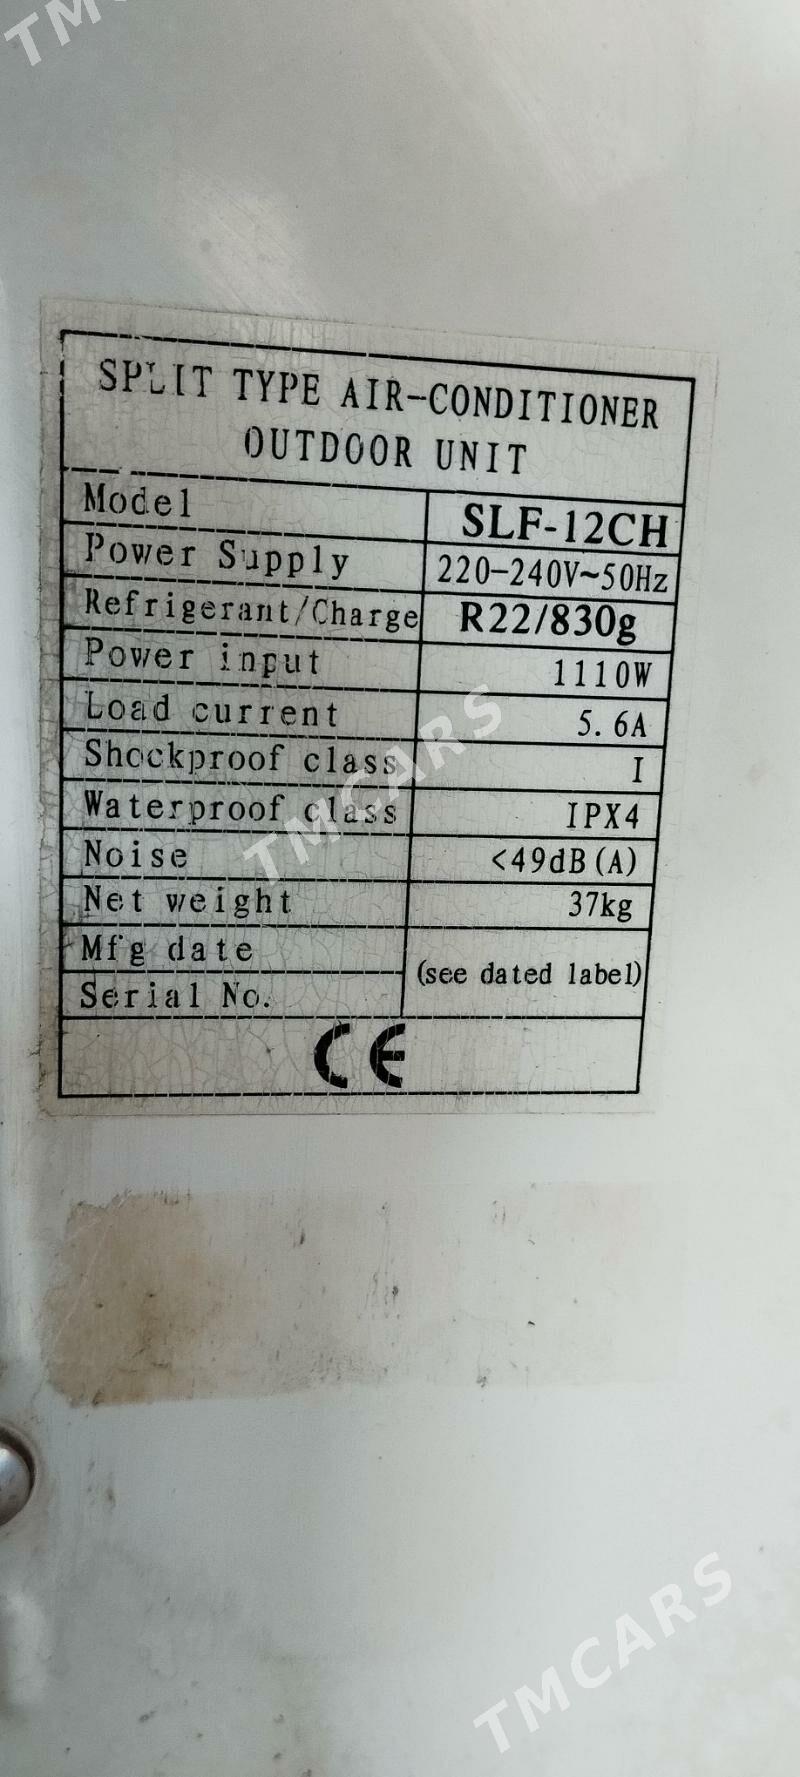 TMCARS
SPLIT TYPE AIR-CONDITIONER
OUTDOOR UNIT
Model SLF-12CH
Power Supply 220-240V~50Hz
Refrigerant/Charge R22/830g
Power input 1110W
Load current 5.6A
Shockproof class I
Waterproof class IPX4
TMCARS
Noise <49dB(A)
Net weight 37kg
Mfg date (see dated label)
Serial No.
CE
TMCARS